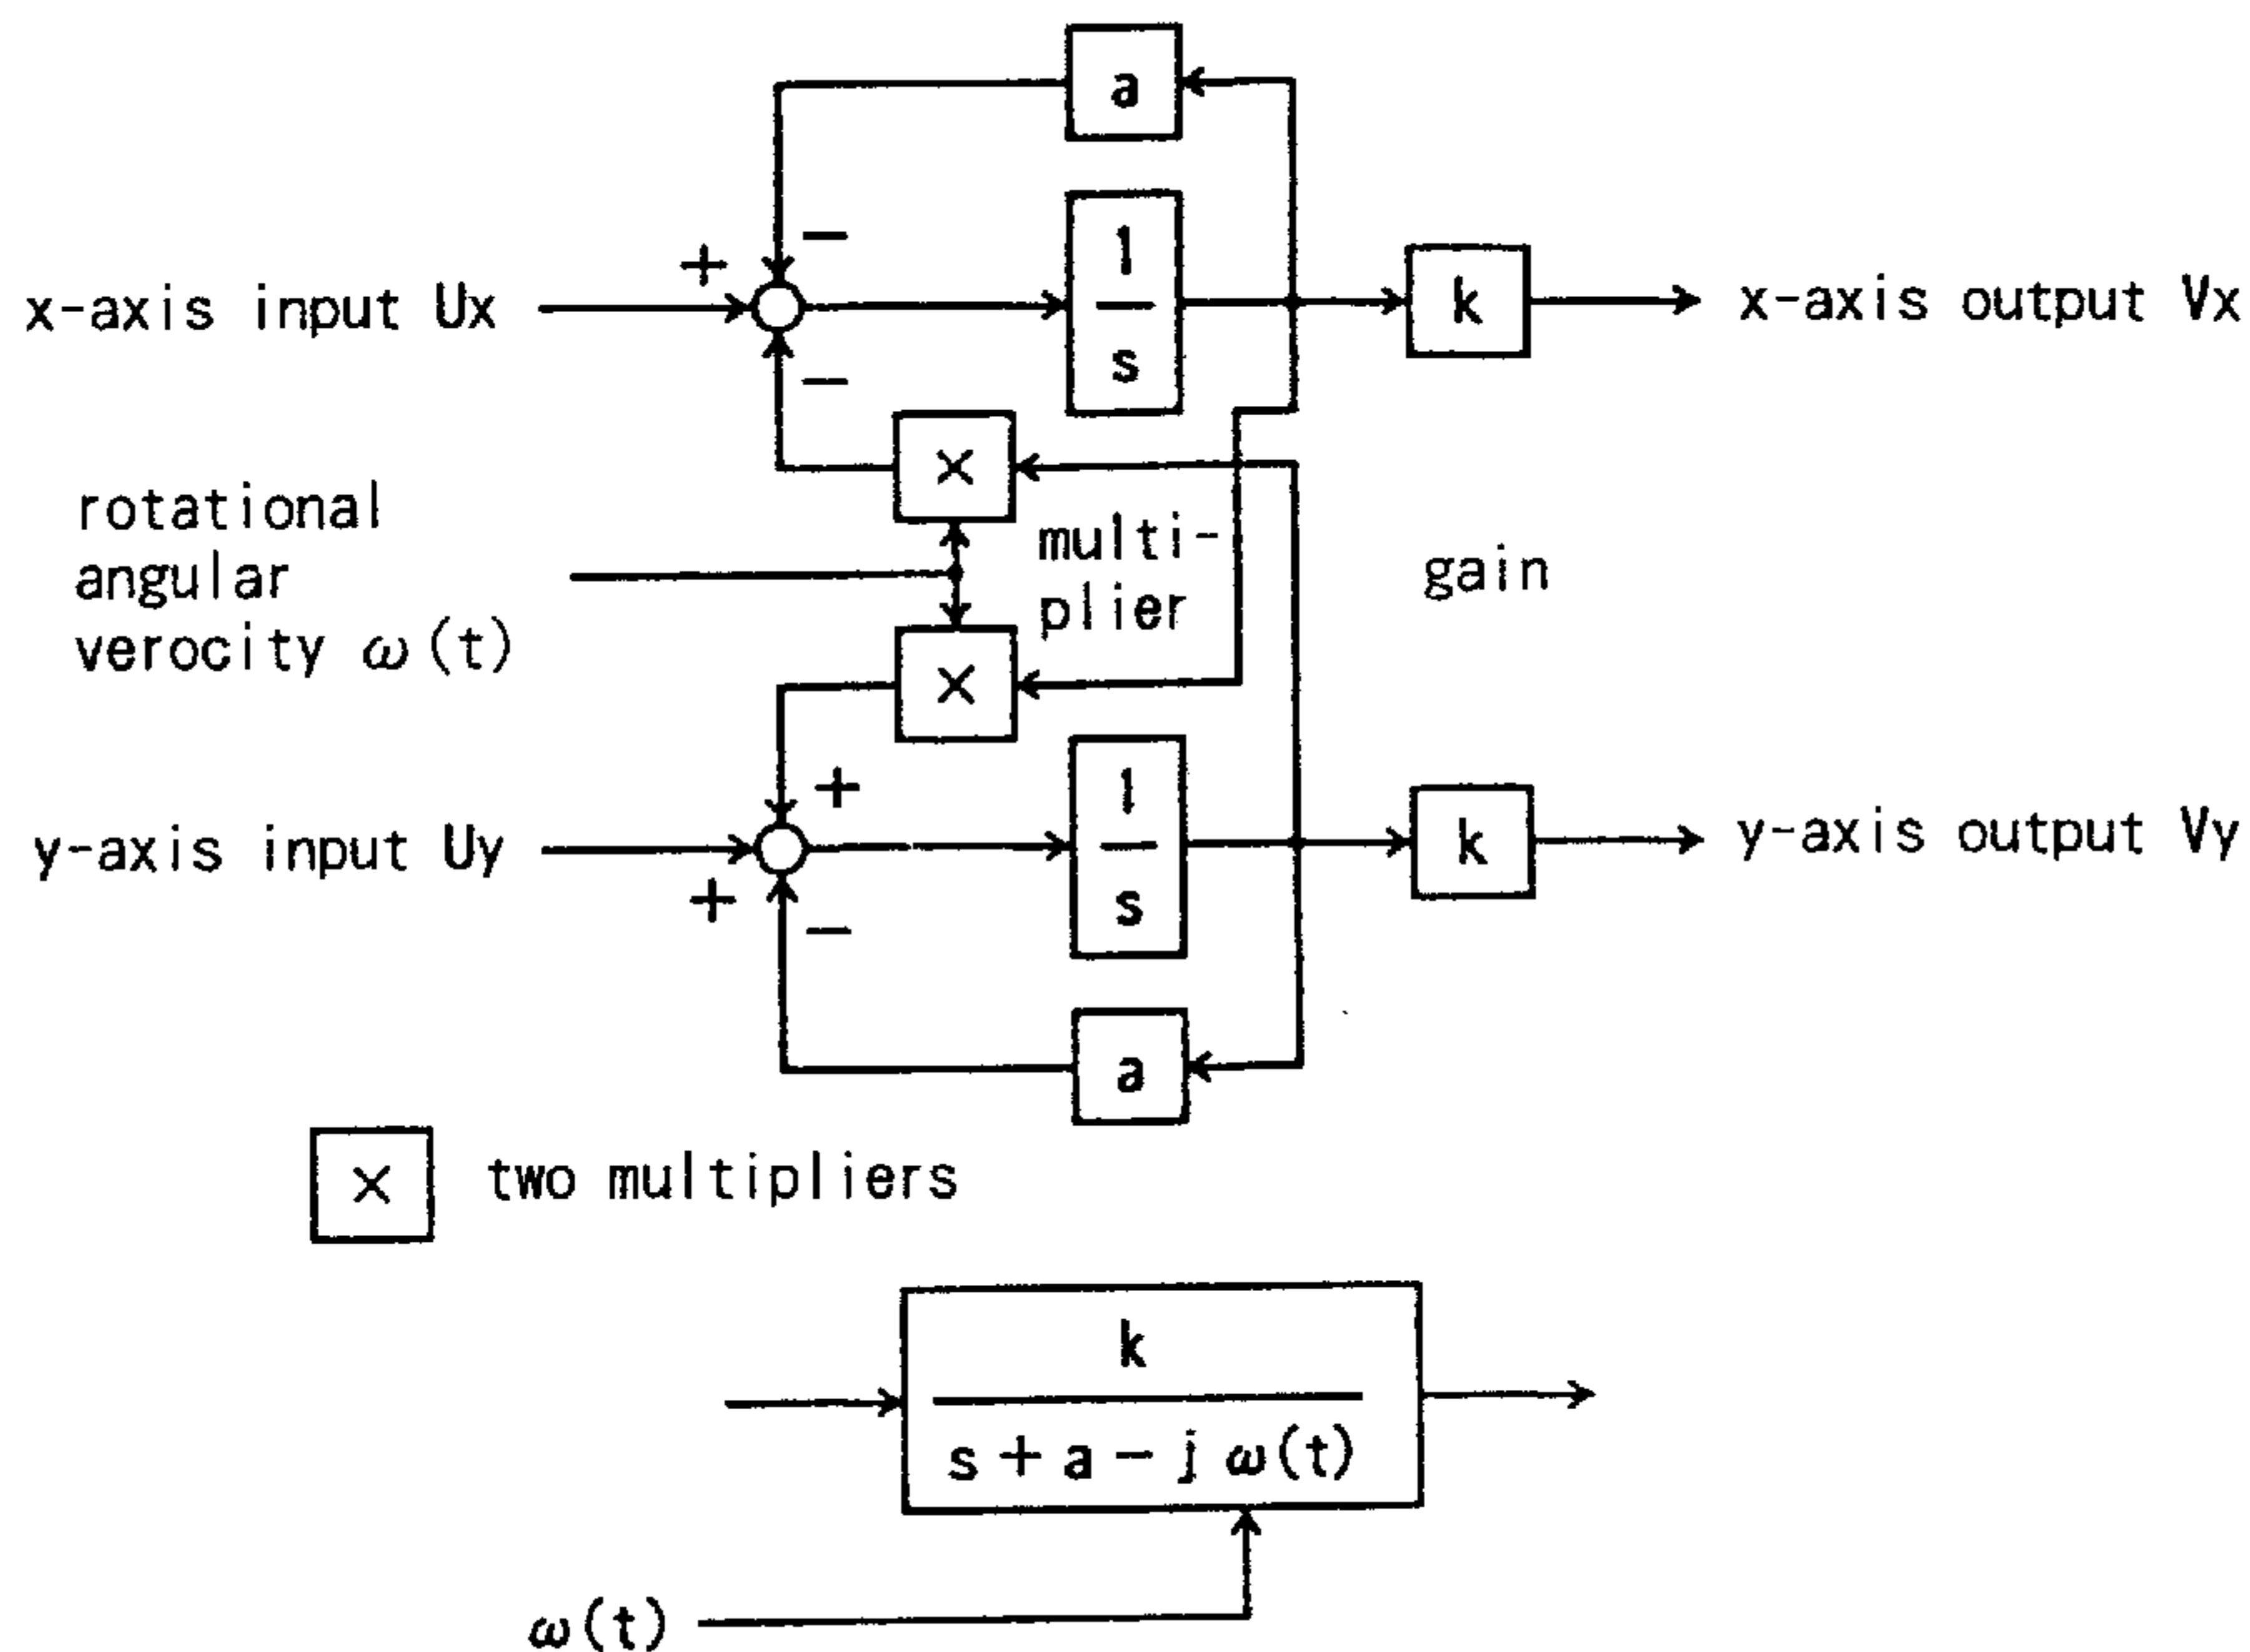 a
+
−
1
s
k
x-axis input Ux
x-axis output Vx
−
×
rotational
angular
verocity ω(t)
multi-
plier
gain
×
+
1
s
k
y-axis input Uy
y-axis output Vy
+
−
a
× two multipliers
k
s+a−jω(t)
ω(t)